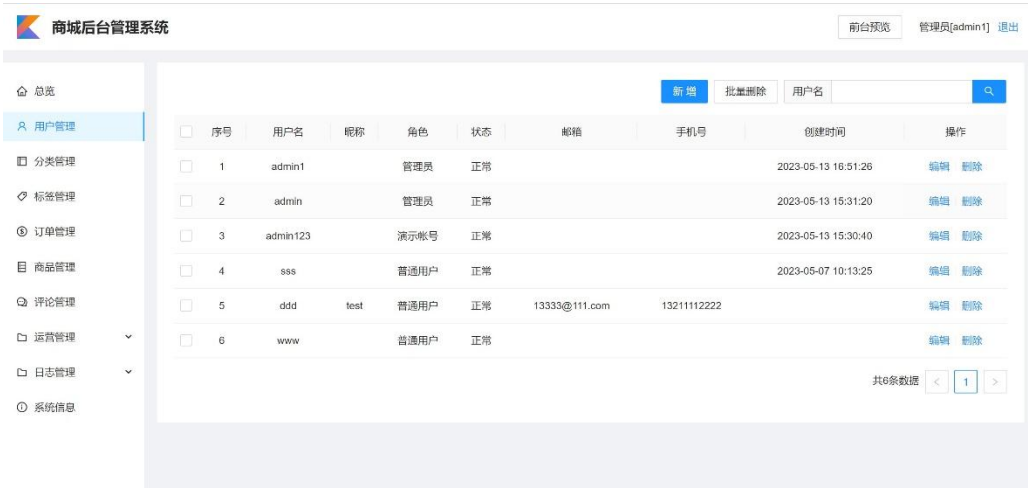 商城后台管理系统 前台预览 管理员[admin1] 退出
总览
用户管理
分类管理
标签管理
订单管理
商品管理
评论管理
运营管理
日志管理
系统信息
新 增 批量删除 用户名
序号 用户名 昵称 角色 状态 邮箱 手机号 创建时间 操作
1 admin1 管理员 正常 2023-05-13 16:51:26 编辑 删除
2 admin 管理员 正常 2023-05-13 15:31:20 编辑 删除
3 admin123 演示帐号 正常 2023-05-13 15:30:40 编辑 删除
4 sss 普通用户 正常 2023-05-07 10:13:25 编辑 删除
5 ddd test 普通用户 正常 13333@111.com 13211112222 编辑 删除
6 www 普通用户 正常 编辑 删除
共6条数据 < 1 >